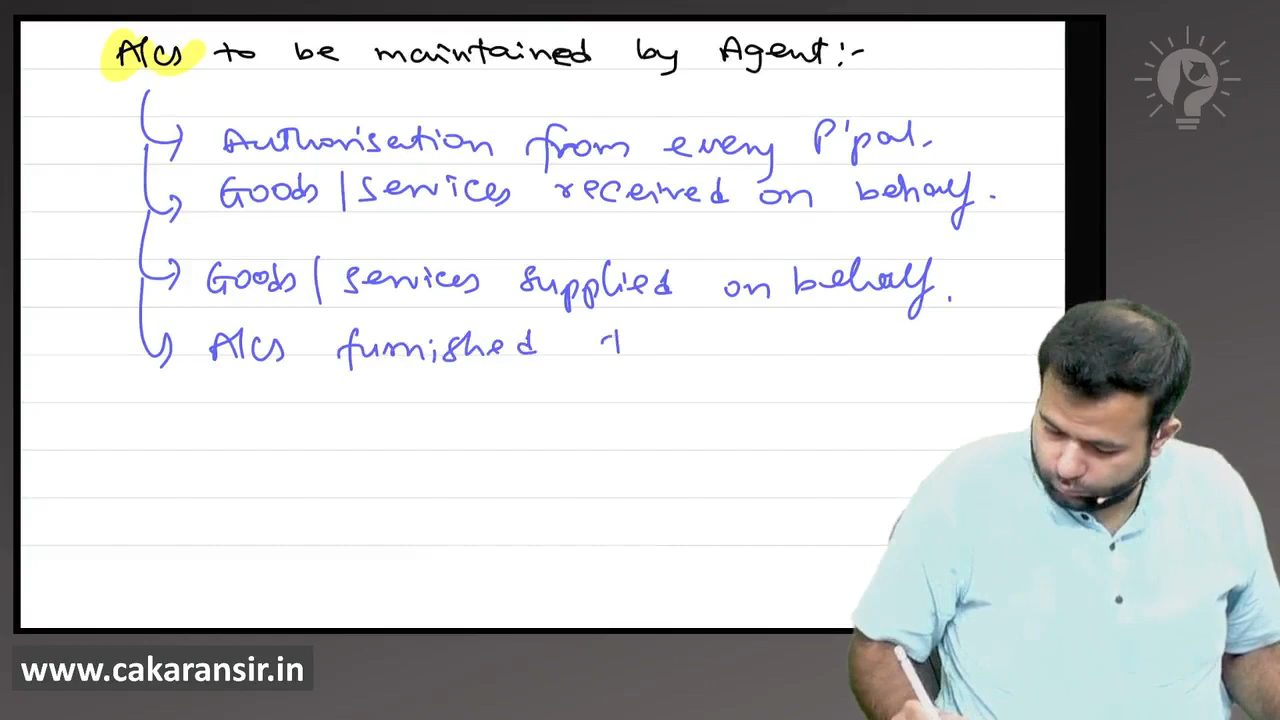 A/cs to be maintained by Agent:-
Authorisation from every P'pal.
Goods/services received on behalf.
Goods/services supplied on behalf.
A/cs furnished
www.cakaransir.in